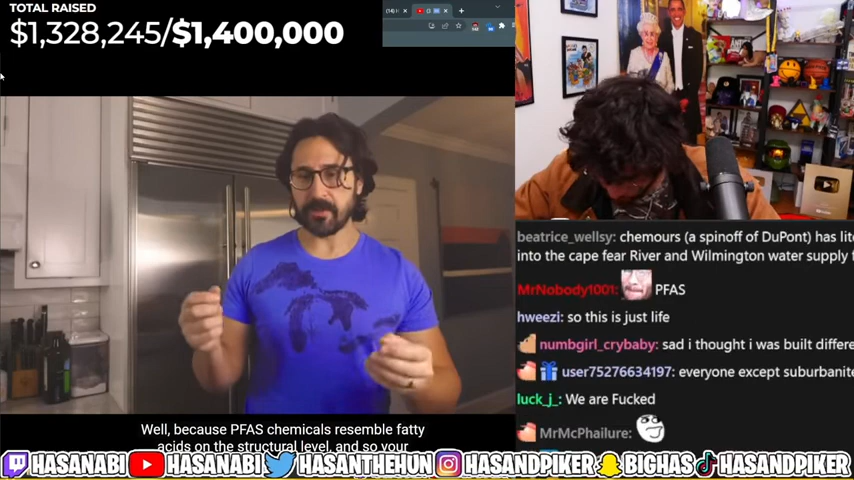 TOTAL RAISED
$1,328,245/$1,400,000
beatrice_wellsy: chemours (a spinoff of DuPont) has
into the cape fear River and Wilmington water supply
MrNobody1001: PFAS
hweezi: so this is just life
numbgirl_crybaby: sad i thought i was built
user75276634197: everyone except
luck_j_: We are Fucked
MrMcPhailure:
Well, because PFAS chemicals resemble fatty
acids on the structural level, and so your
HASANABI
HASANABI
HASANTHEHUN
HASANDPIKER
BIGHAS
HASANDPIKER